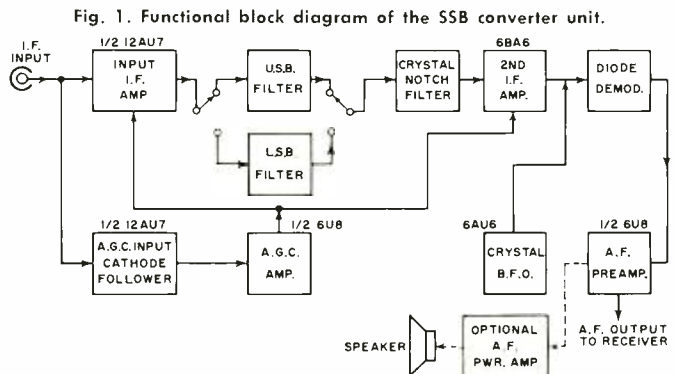 Fig. 1. Functional block diagram of the SSB converter unit.
I.F.
INPUT
1/2 12AU7
INPUT
I.F.
AMP
U.S.B.
FILTER
L.S.B.
FILTER
CRYSTAL
NOTCH
FILTER
6BA6
2ND
I.F.
AMP.
DIODE
DEMOD.
1/2 12AU7
A.G.C. INPUT
CATHODE
FOLLOWER
1/2 6U8
A.G.C.
AMP.
6AU6
CRYSTAL
B.F.O.
1/2 6U8
A.F.
PREAMP.
SPEAKER
OPTIONAL
A.F.
PWR. AMP
A.F. OUTPUT
TO RECEIVER